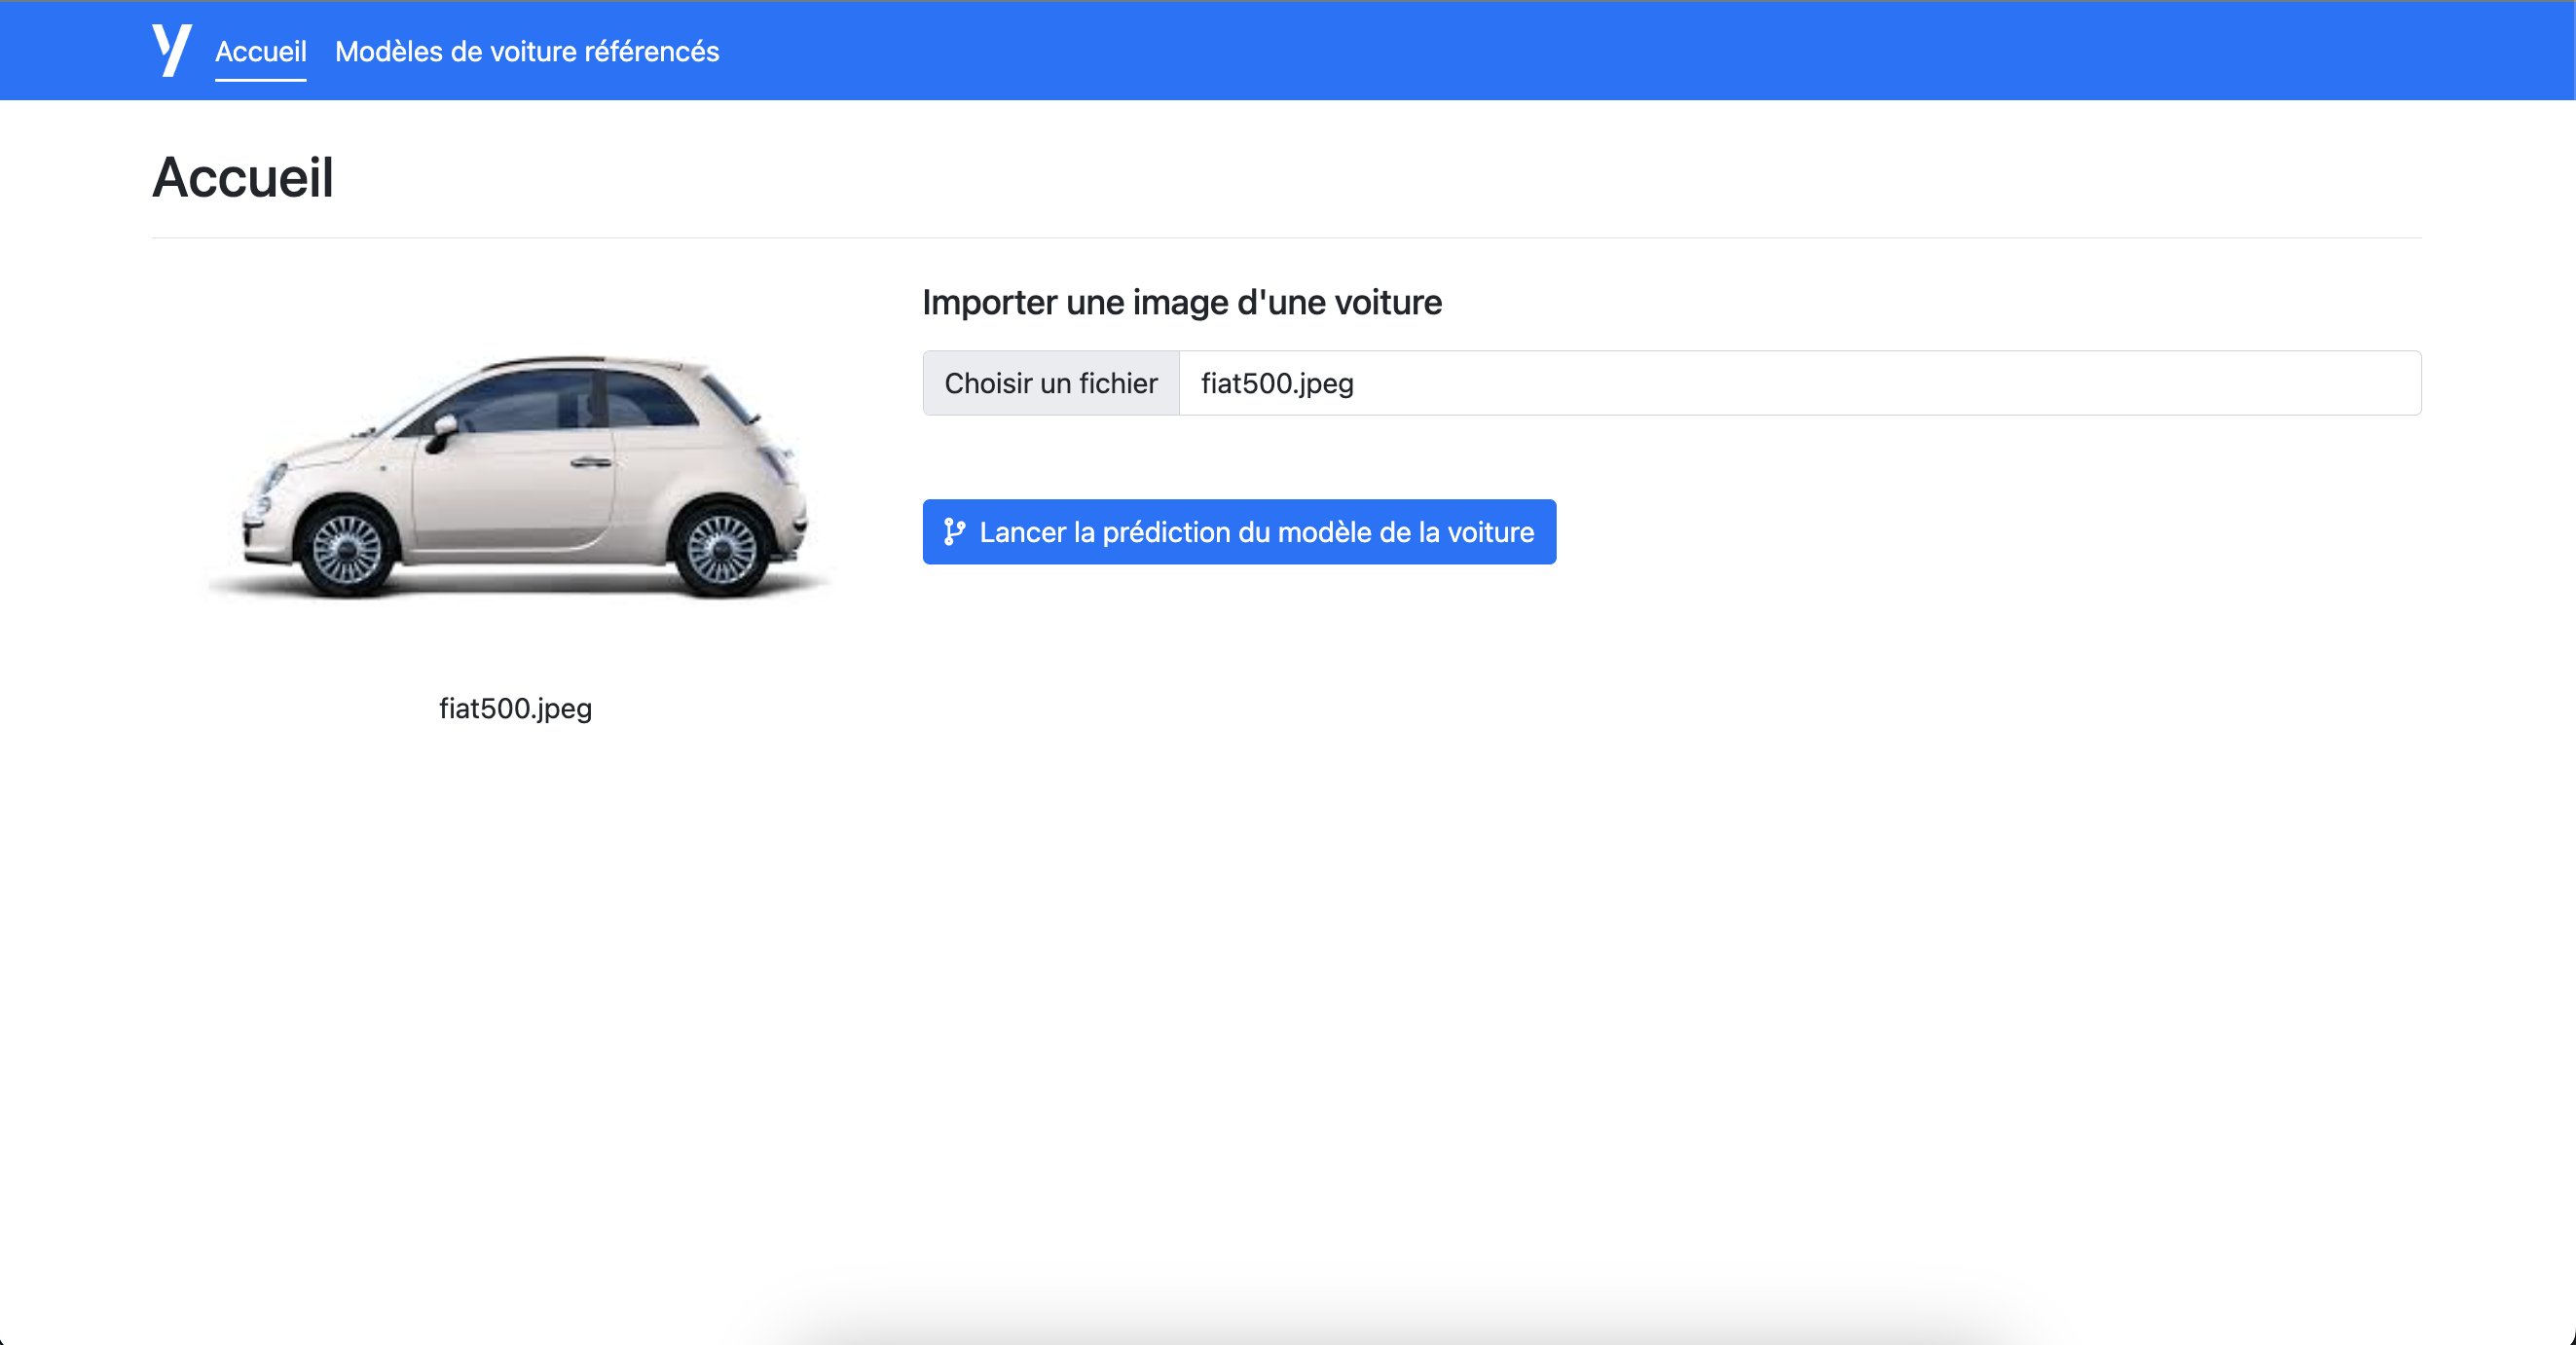 y Accueil Modèles de voiture référencés
Accueil
Importer une image d'une voiture
Choisir un fichier fiat500.jpeg
Lancer la prédiction du modèle de la voiture
fiat500.jpeg